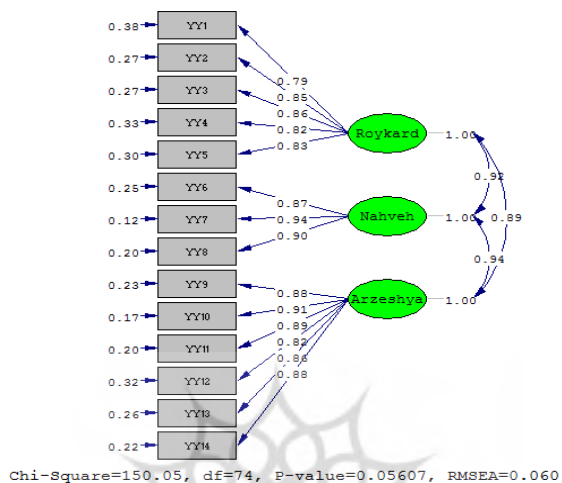 0.38 YY1
0.27 YY2
0.27 YY3
0.33 YY4
0.30 YY5
0.25 YY6
0.12 YY7
0.20 YY8
0.23 YY9
0.17 YY10
0.20 YY11
0.32 YY12
0.26 YY13
0.22 YY14
0.79
0.85
0.86
0.82
0.83
0.87
0.94
0.90
0.88
0.91
0.89
0.82
0.86
0.88
Roykard 1.00
Nahveh 1.00
Arzeshya 1.00
0.92
0.89
0.94
Chi-Square=150.05, df=74, P-value=0.05607, RMSEA=0.060